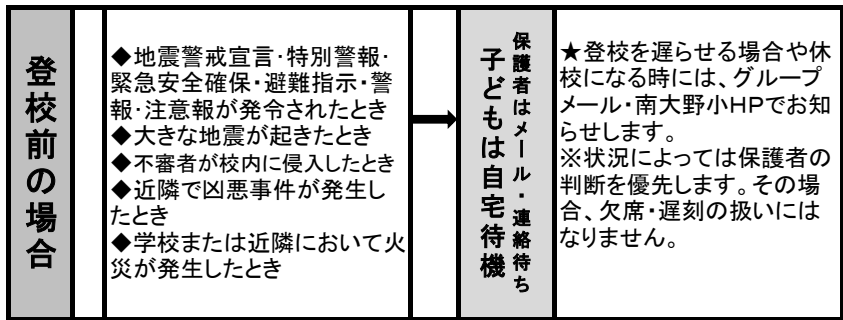 登校前の場合
◆地震警戒宣言・特別警報・
緊急安全確保・避難指示・警
報・注意報が発令されたとき
◆大きな地震が起きたとき
◆不審者が校内に侵入したとき
◆近隣で凶悪事件が発生し
たとき
◆学校または近隣において火
災が発生したとき
保護者はメール・連絡待ち
子どもは自宅待機
★登校を遅らせる場合や休
校になる時には、グループ
メール・南大野小HPでお知
らせします。
※状況によっては保護者の
判断を優先します。その場
合、欠席・遅刻の扱いには
なりません。